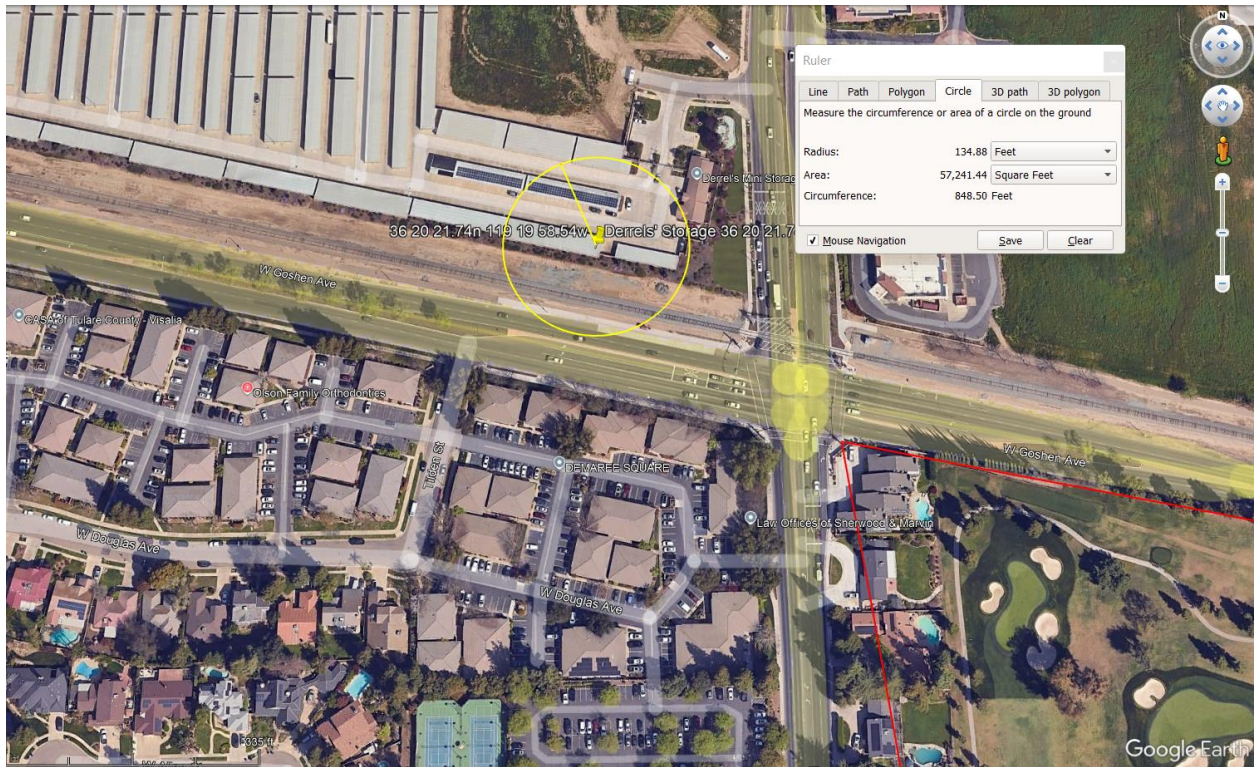 N
Ruler
Line Path Polygon Circle 3D path 3D polygon
Measure the circumference or area of a circle on the ground
Radius: 134.88 Feet
Area: 57,241.44 Square Feet
Circumference: 848.50 Feet
Mouse Navigation Save Clear
Derrel's Mini Storag
36 20 21.74n 119 19 58.54w Derrels' Storage 36 20 21.7
W Goshen Ave
CASA of Tulare County - Visalia
Olson Family Orthodontics
W Goshen Ave
Tilden St
DEMAREE SQUARE
Law Offices of Sherwood & Marvin
W Douglas Ave
W Douglas Ave
335 ft
Google Earth